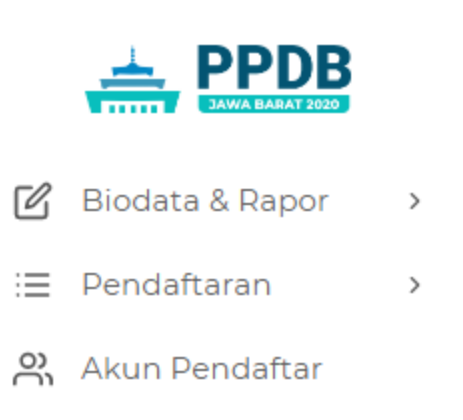 PPDB
JAWA BARAT 2020
Biodata & Rapor
Pendaftaran
Akun Pendaftar